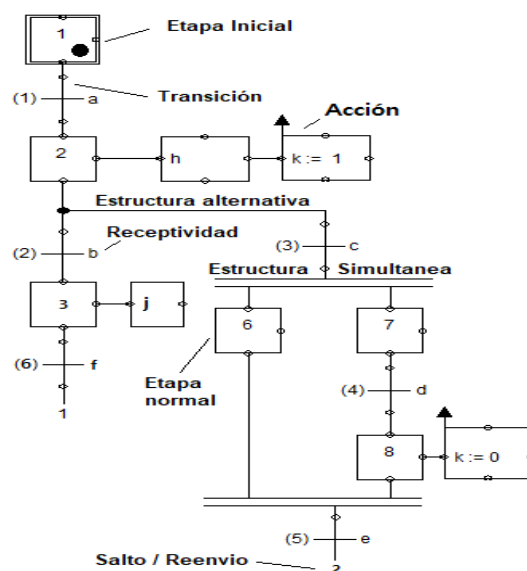 1
Etapa Inicial
(1) a
Transición
Acción
2
h
k := 1
Estructura alternativa
Receptividad
(2) b
(3) c
Estructura Simultanea
3
j
6
7
(6) f
Etapa normal
(4) d
1
8
k := 0
(5) e
Salto / Reenvio